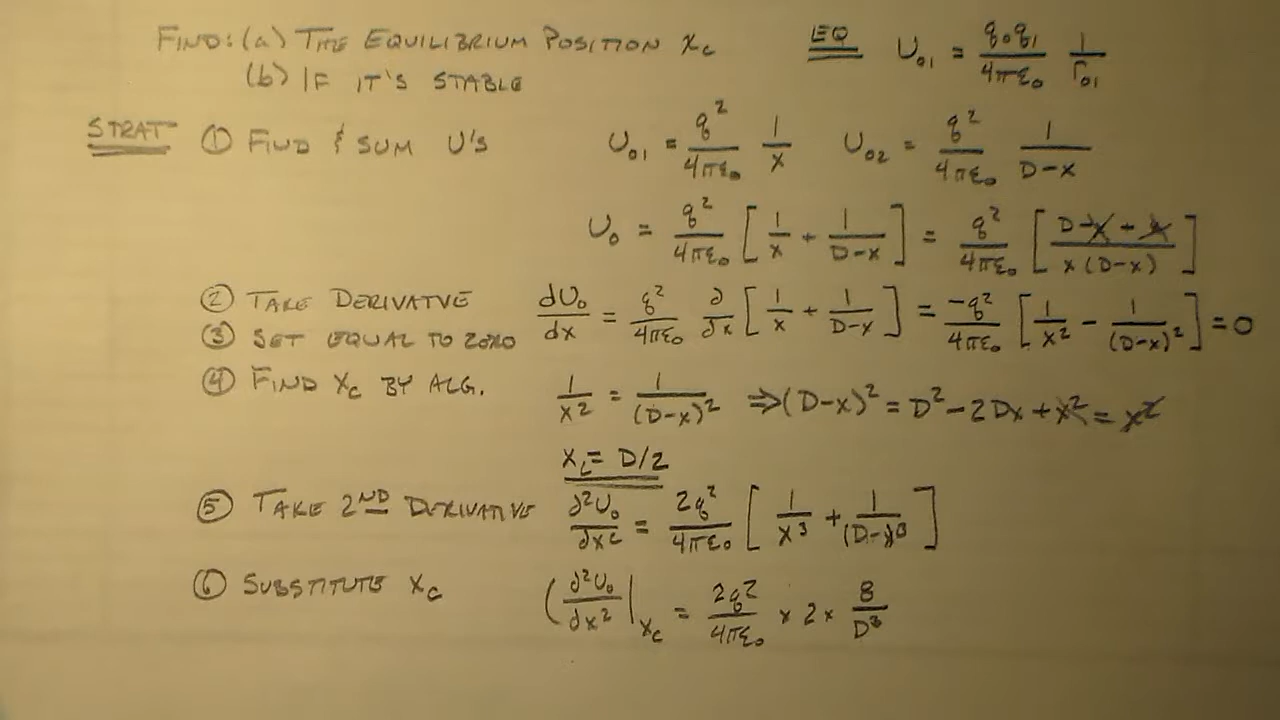 FIND: (a) THE EQUILIBRIUM POSITION x_c EQ U_01 = q_0q_1/4πε_0 1/r_01
(b) IF IT'S STABLE
STRAT ① FIND & SUM U'S U_01 = q²/4πε_0 1/x U_02 = q²/4πε_0 1/(D-x)
U_0 = q²/4πε_0 [1/x + 1/(D-x)] = q²/4πε_0 [(D-x+x)/(x(D-x))]
② TAKE DERIVATIVE dU_0/dx = q²/4πε_0 ∂/∂x [1/x + 1/(D-x)] = -q²/4πε_0 [1/x² - 1/(D-x)²] = 0
③ SET EQUAL TO ZERO
④ FIND x_c BY ALG. 1/x² = 1/(D-x)² ⇒ (D-x)² = D² - 2Dx + x² = x²
x_c = D/2
⑤ TAKE 2ND DERIVATIVE ∂²U_0/∂x² = 2q²/4πε_0 [1/x³ + 1/(D-x)³]
⑥ SUBSTITUTE x_c (∂²U_0/∂x²|x_c = 2q²/4πε_0 × 2 × 8/D³